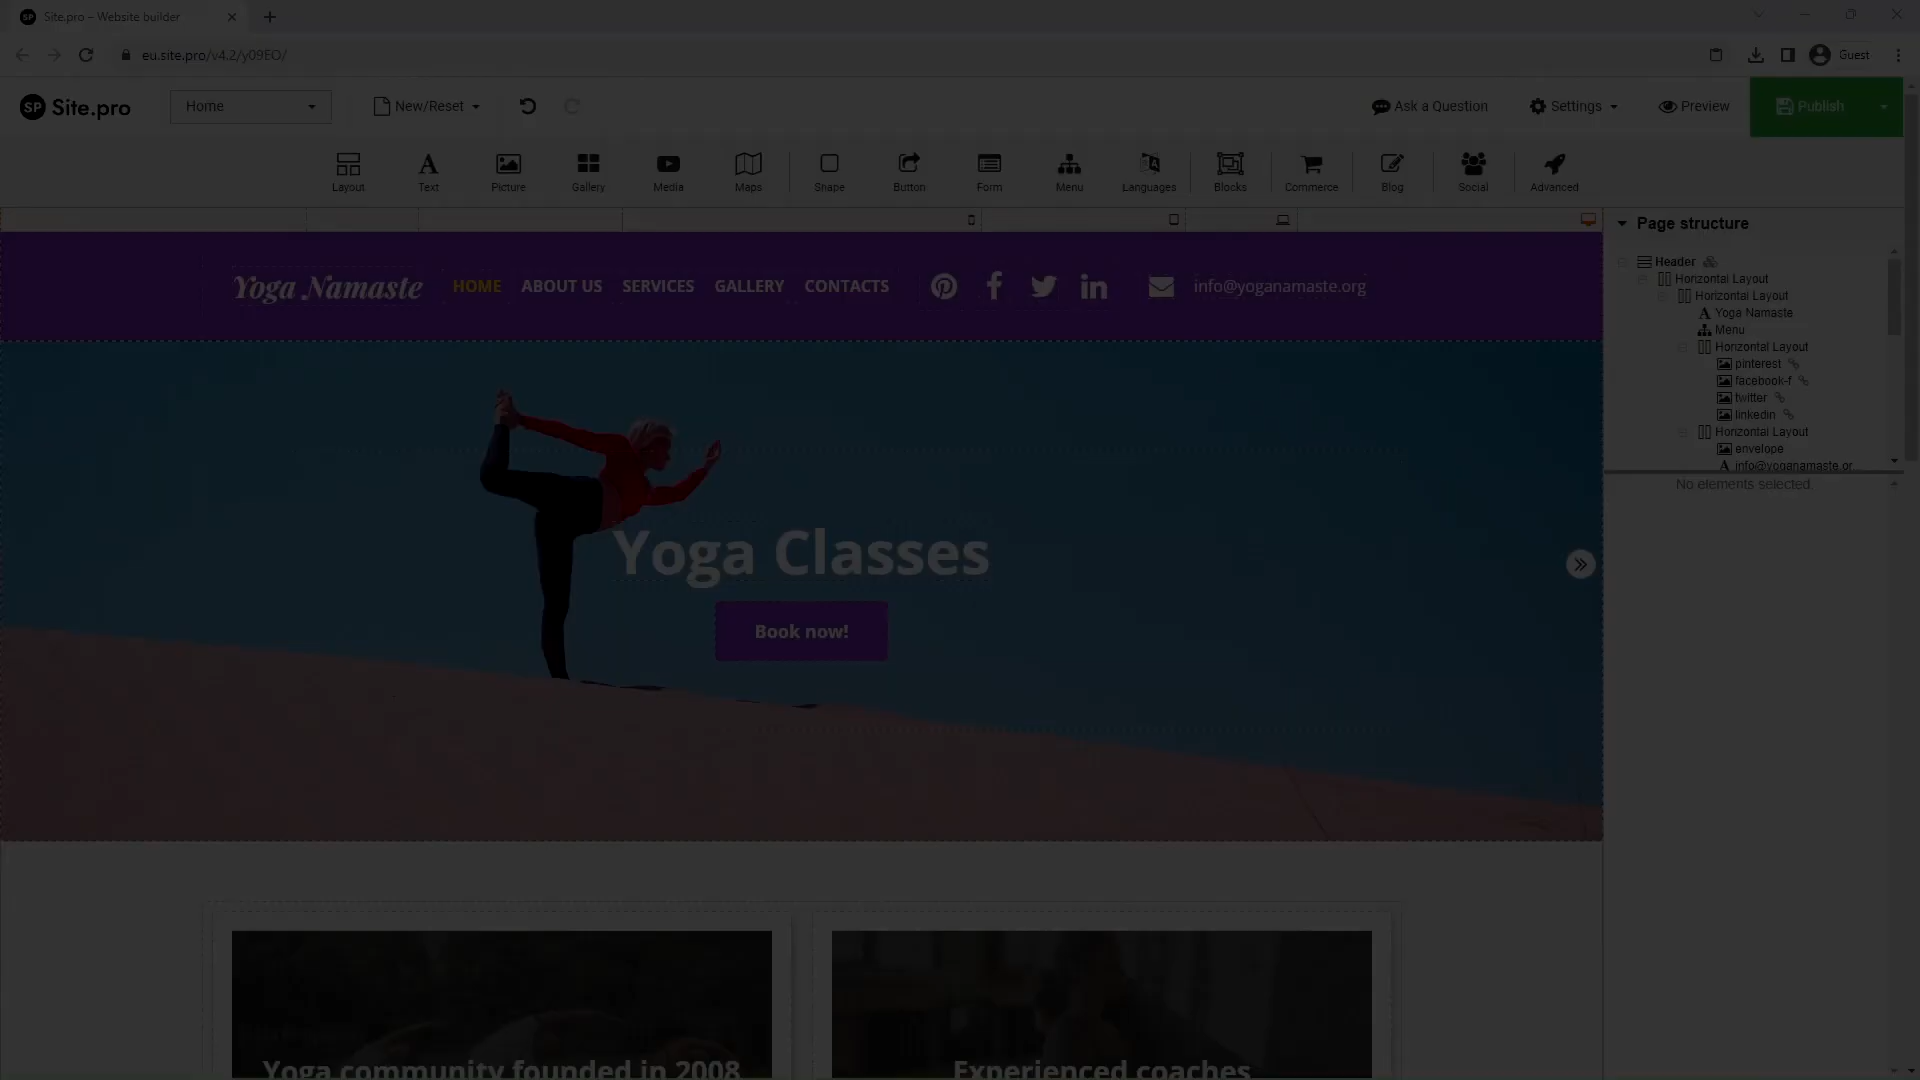 Site.pro – Website builder
eu.site.pro/v4.2/y09EO/
Guest
SP Site.pro
Home
New/Reset
Ask a Question
Settings
Preview
Publish
Layout
Text
Picture
Gallery
Media
Maps
Shape
Button
Form
Menu
Languages
Blocks
Commerce
Blog
Social
Advanced
Page structure
Yoga Namaste
HOME
ABOUT US
SERVICES
GALLERY
CONTACTS
info@yoganamaste.org
Header
Horizontal Layout
Horizontal Layout
Yoga Namaste
Menu
Horizontal Layout
pinterest
facebook-f
twitter
linkedin
Horizontal Layout
envelope
info@yoganamaste.or
No elements selected.
Yoga Classes
Book now!
Yoga community founded in 2008
Experienced coaches